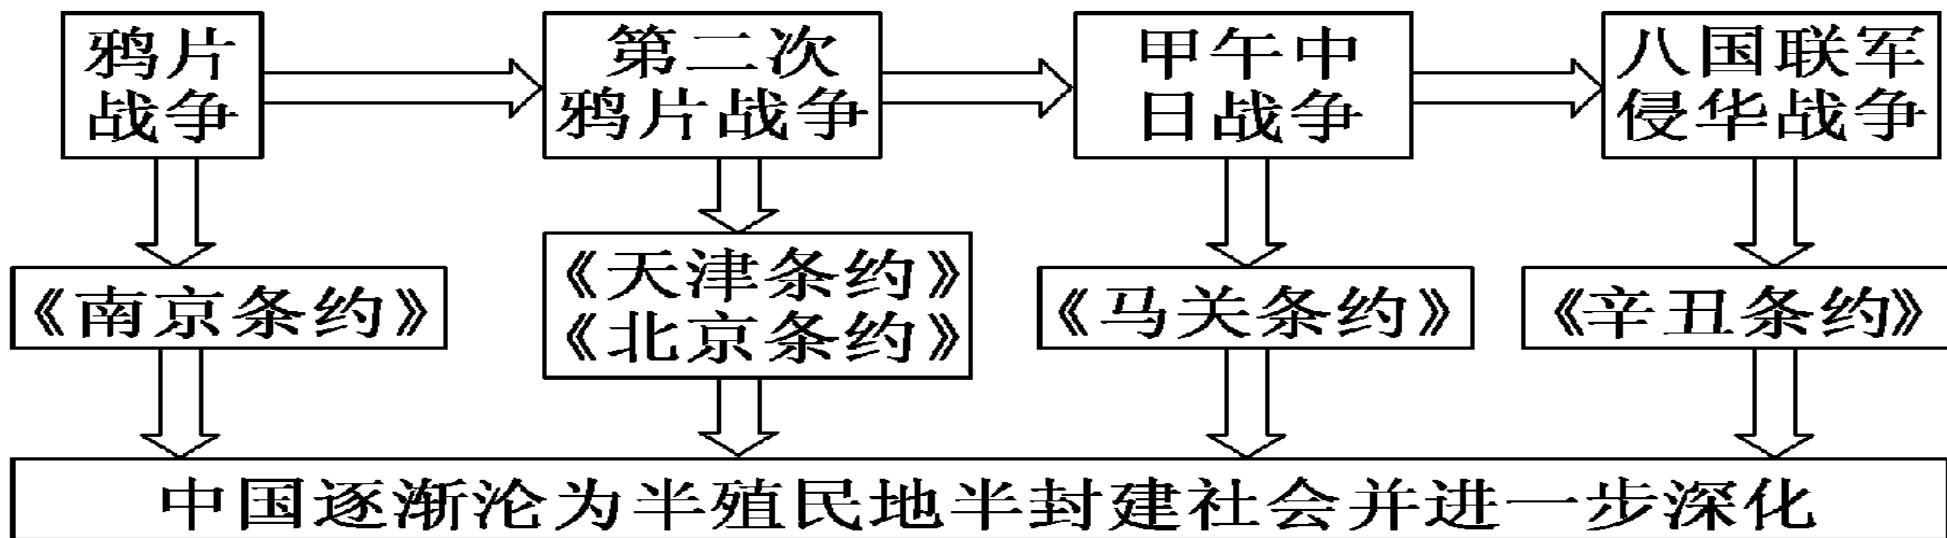 鸦片
战争
第二次
鸦片战争
甲午中
日战争
八国联军
侵华战争
《南京条约》
《天津条约》
《北京条约》
《马关条约》
《辛丑条约》
中国逐渐沦为半殖民地半封建社会并进一步深化